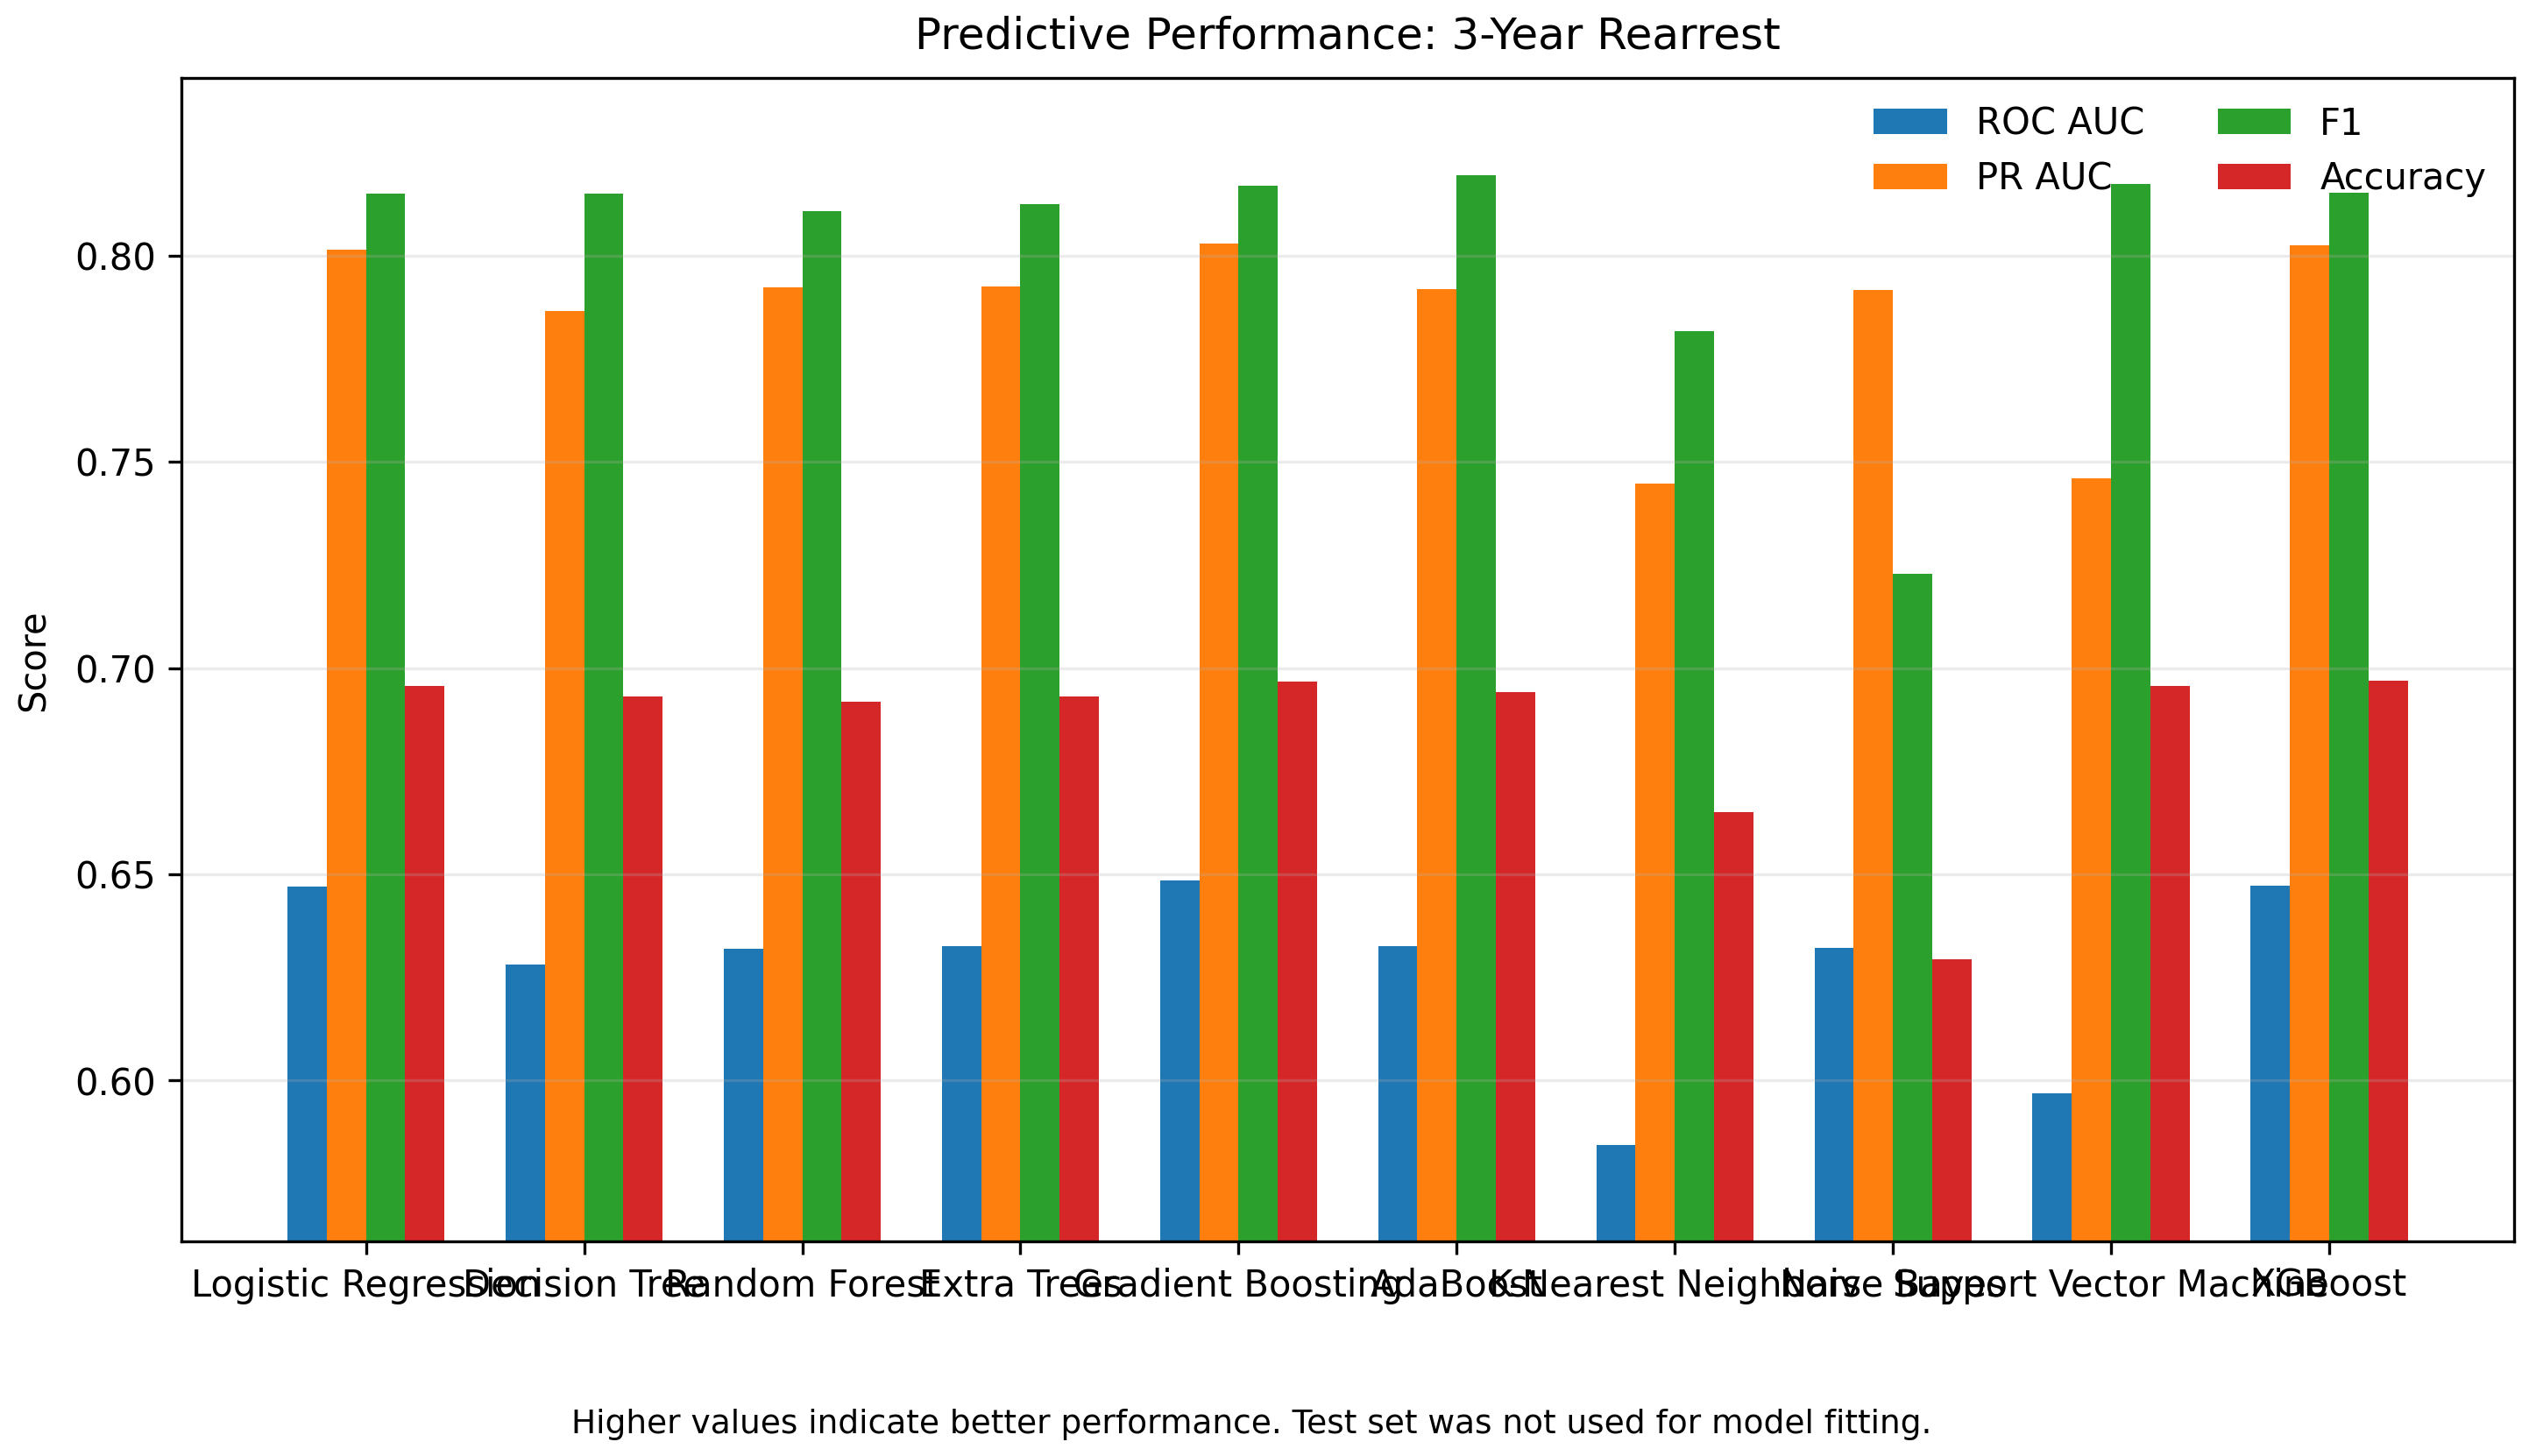 Predictive Performance: 3-Year Rearrest
ROC AUC
PR AUC
F1
Accuracy
Score
0.80
0.75
0.70
0.65
0.60
Logistic Regression
Decision Tree
Random Forest
Extra Trees
Gradient Boosting
AdaBoost
K-Nearest Neighbors
Naive Bayes
Support Vector Machine
XGBoost
Higher values indicate better performance. Test set was not used for model fitting.